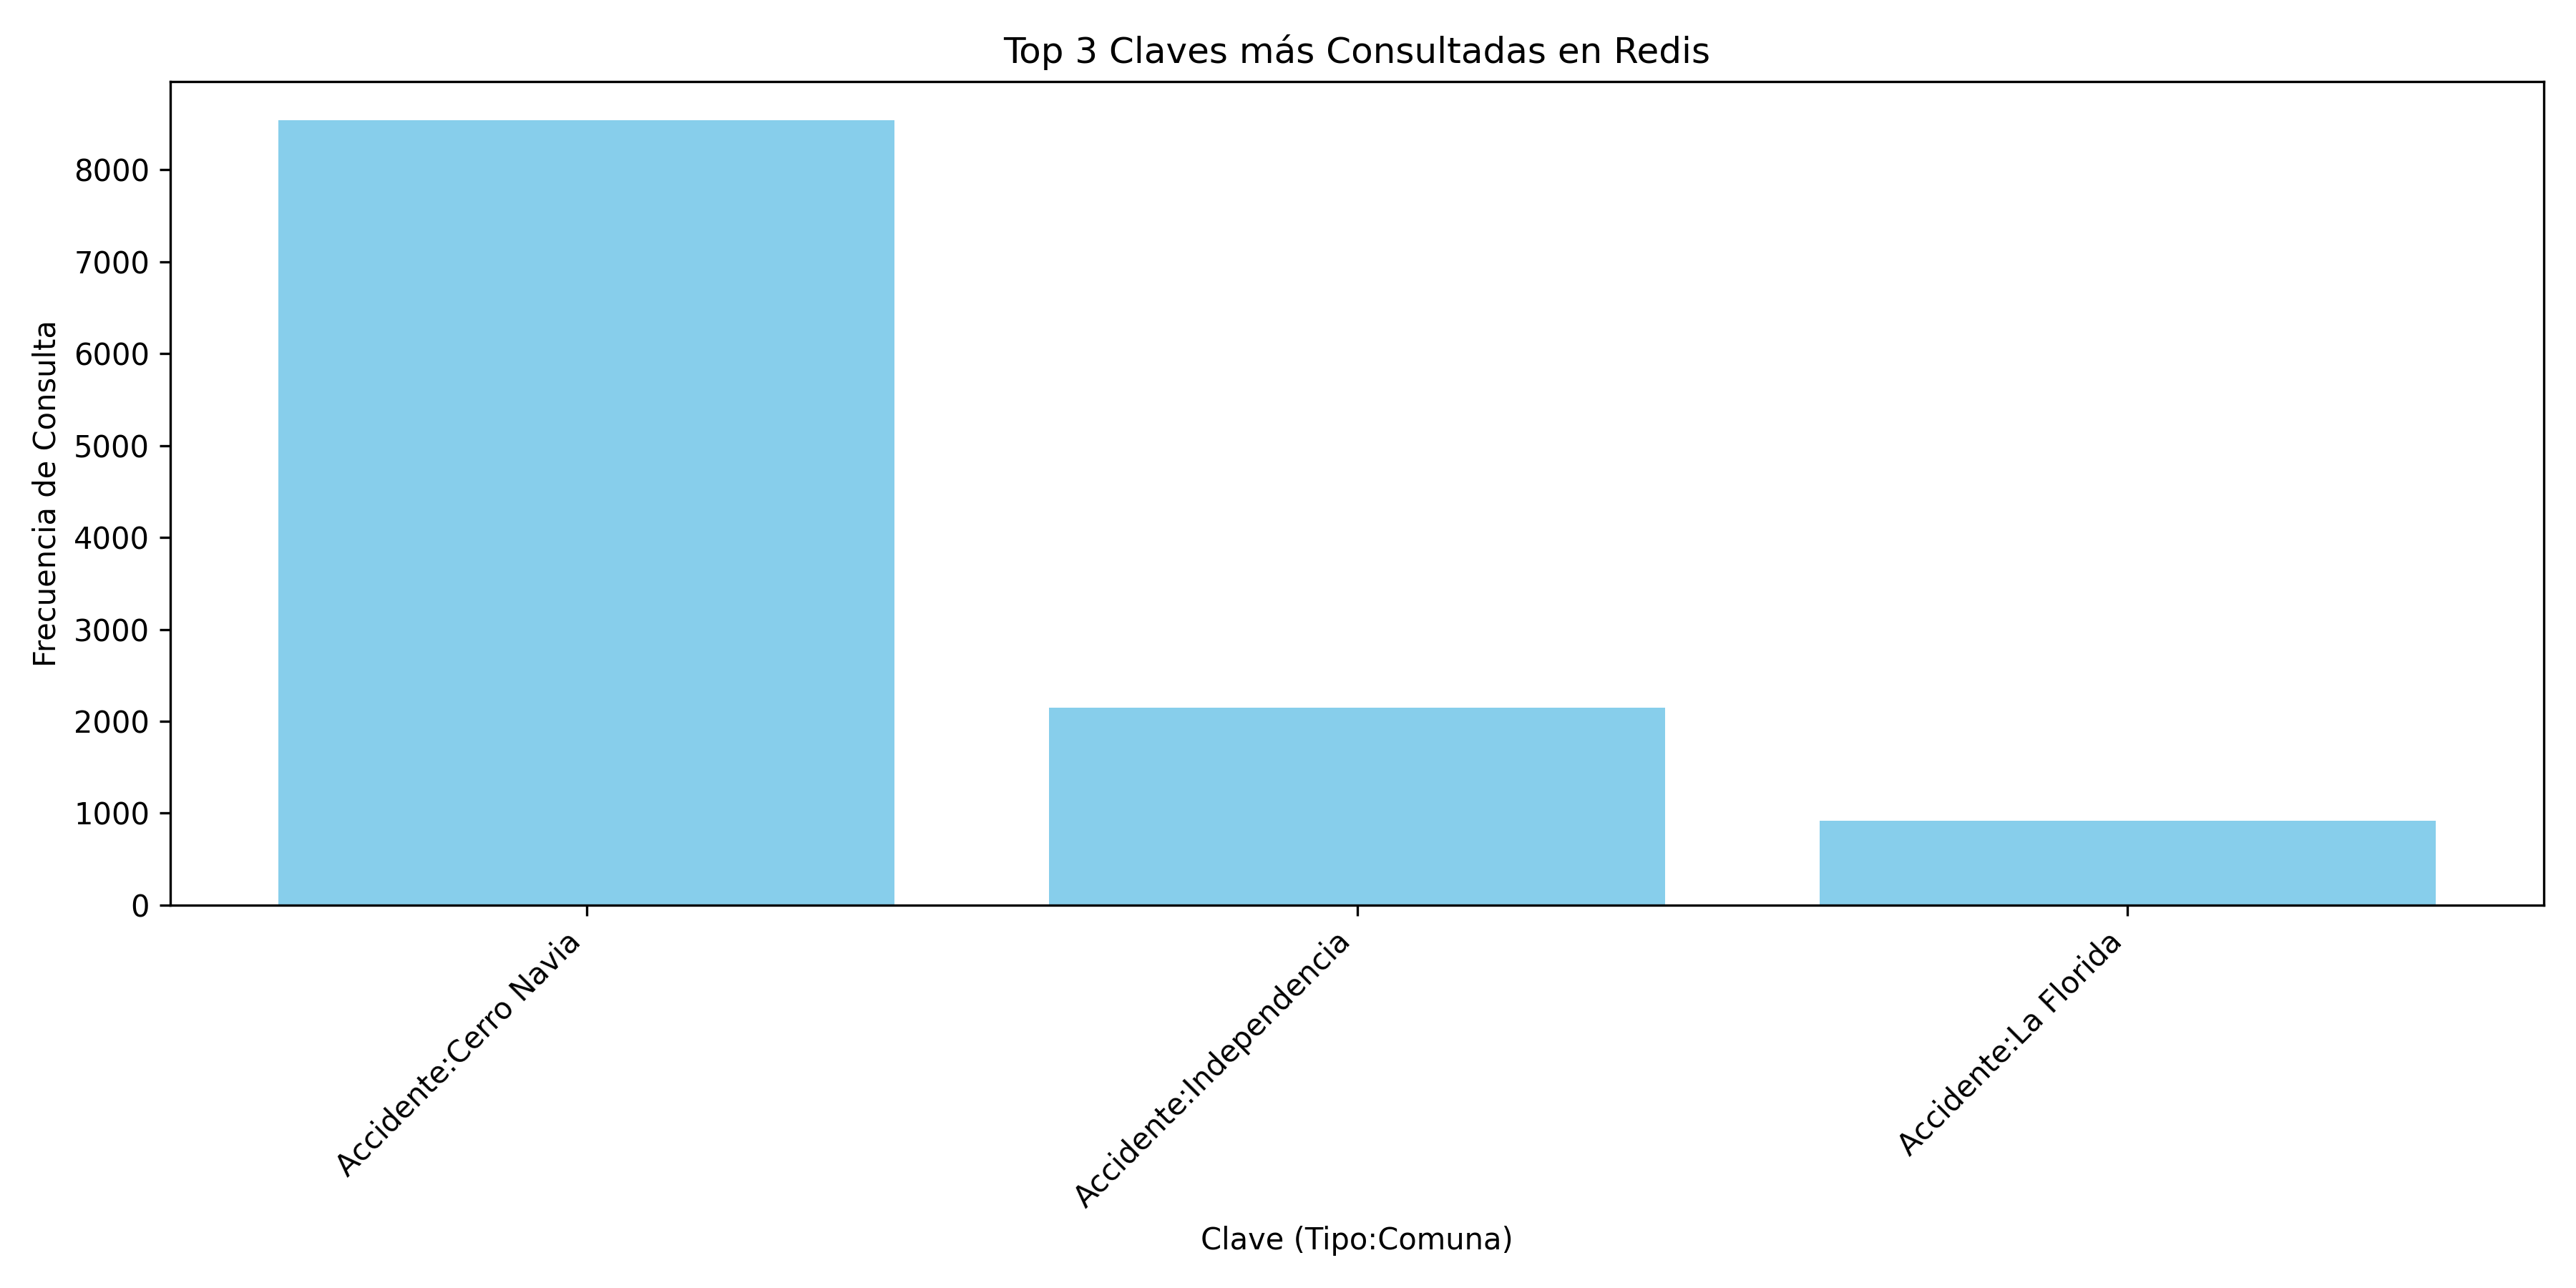 Top 3 Claves más Consultadas en Redis
Frecuencia de Consulta
8000
7000
6000
5000
4000
3000
2000
1000
0
Accidente:Cerro Navia
Accidente:Independencia
Accidente:La Florida
Clave (Tipo:Comuna)